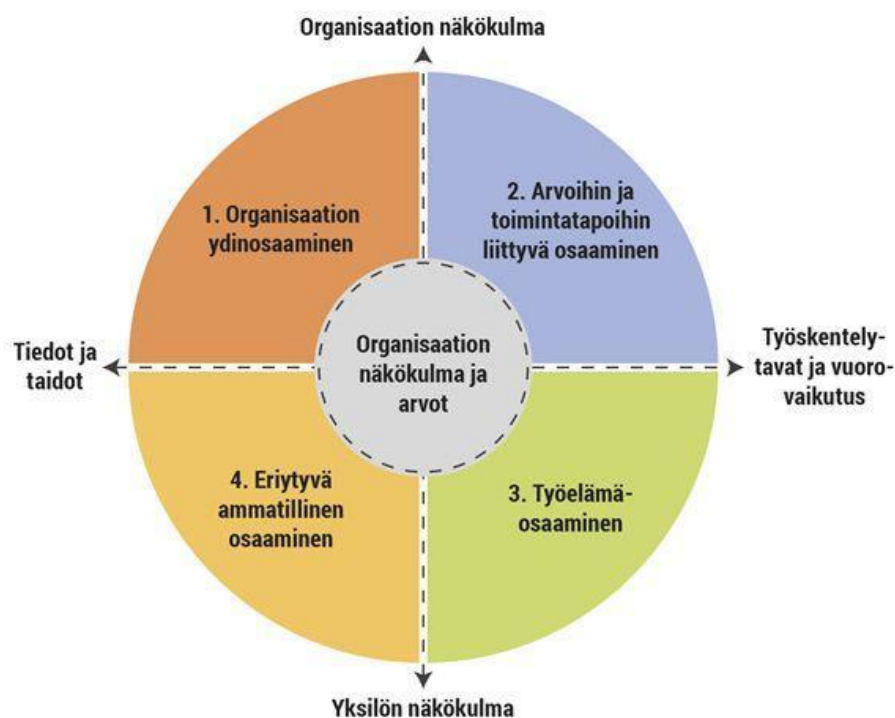 Organisaation näkökulma
1. Organisaation
ydinosaaminen
2. Arvoihin ja
toimintatapoihin
liittyvä osaaminen
Tiedot ja
taidot
Organisaation
näkökulma ja
arvot
Työskentely-
tavat ja vuoro-
vaikutus
4. Eriytyvä
ammatillinen
osaaminen
3. Työelämä-
osaaminen
Yksilön näkökulma